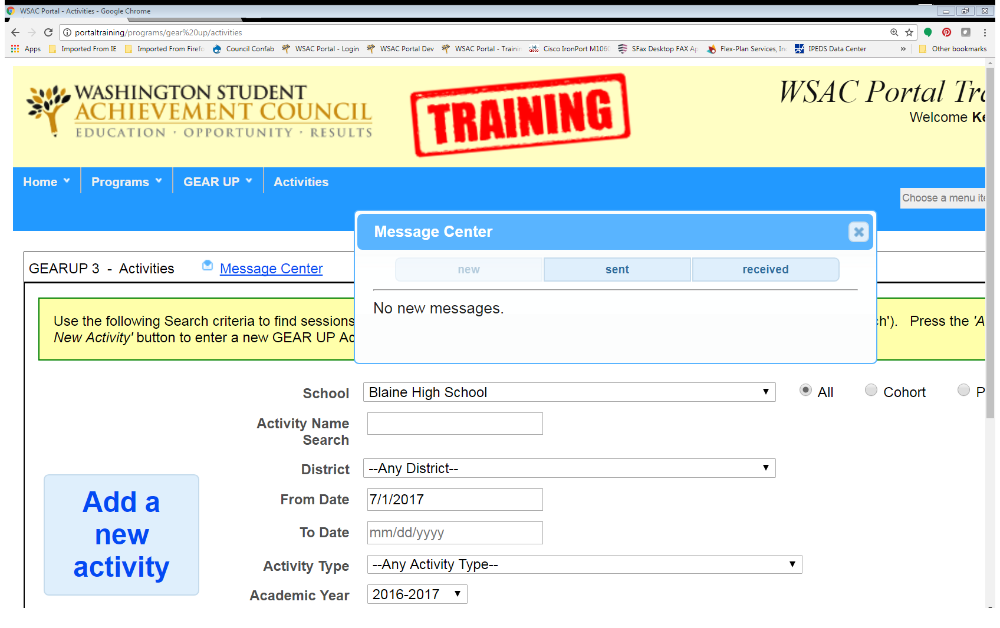 WSAC Portal - Activities - Google Chrome
portaltraining/programs/gear%20up/activities
Apps Imported From IE Imported From Firefo Council Confab WSAC Portal - Login WSAC Portal Dev WSAC Portal - Trainin Cisco IronPort M1060 SFax Desktop FAX Ap Flex-Plan Services, Inc IPEDS Data Center » Other bookmarks
WASHINGTON STUDENT
ACHIEVEMENT COUNCIL
EDUCATION · OPPORTUNITY · RESULTS
TRAINING
WSAC Portal Tra
Welcome Ke
Home Programs GEAR UP Activities
Choose a menu ite
Message Center
GEARUP 3 - Activities Message Center
new sent received
No new messages.
Use the following Search criteria to find sessions ch'). Press the 'A
New Activity' button to enter a new GEAR UP Ac
School Blaine High School All Cohort P
Activity Name
Search
District --Any District--
From Date 7/1/2017
To Date mm/dd/yyyy
Activity Type --Any Activity Type--
Academic Year 2016-2017
Add a
new
activity